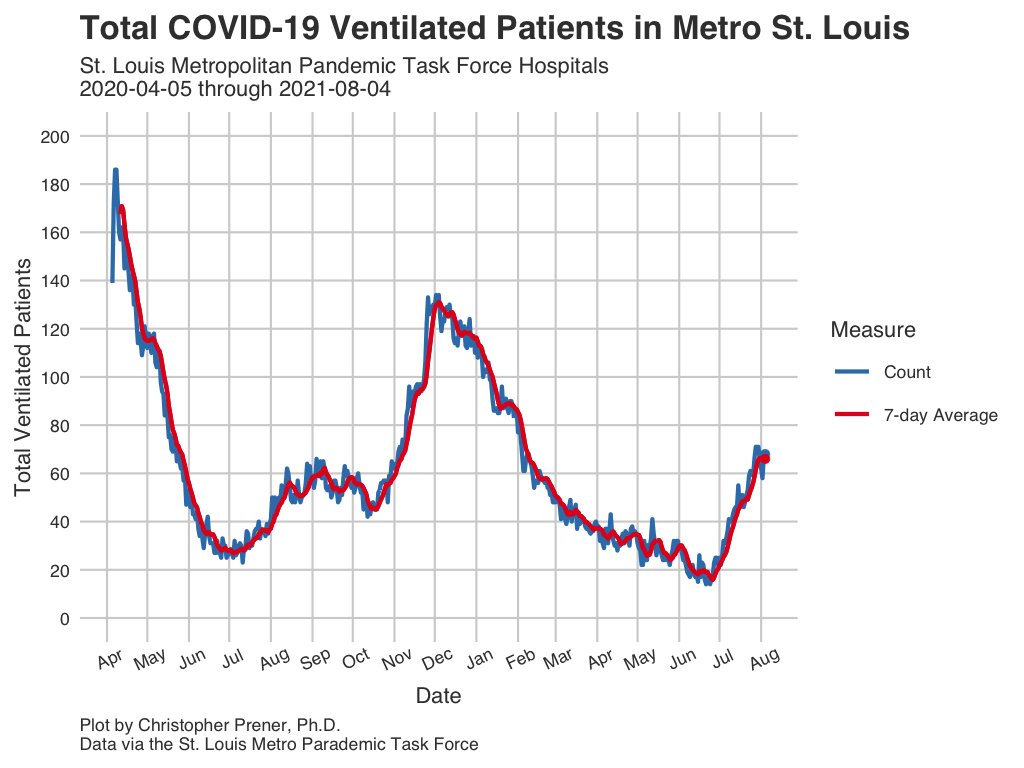 Total COVID-19 Ventilated Patients in Metro St. Louis
St. Louis Metropolitan Pandemic Task Force Hospitals
2020-04-05 through 2021-08-04
Total Ventilated Patients
200
180
160
140
120
100
80
60
40
20
0
Apr May Jun Jul Aug Sep Oct Nov Dec Jan Feb Mar Apr May Jun Jul Aug
Date
Measure
Count
7-day Average
Plot by Christopher Prener, Ph.D.
Data via the St. Louis Metro Parademic Task Force